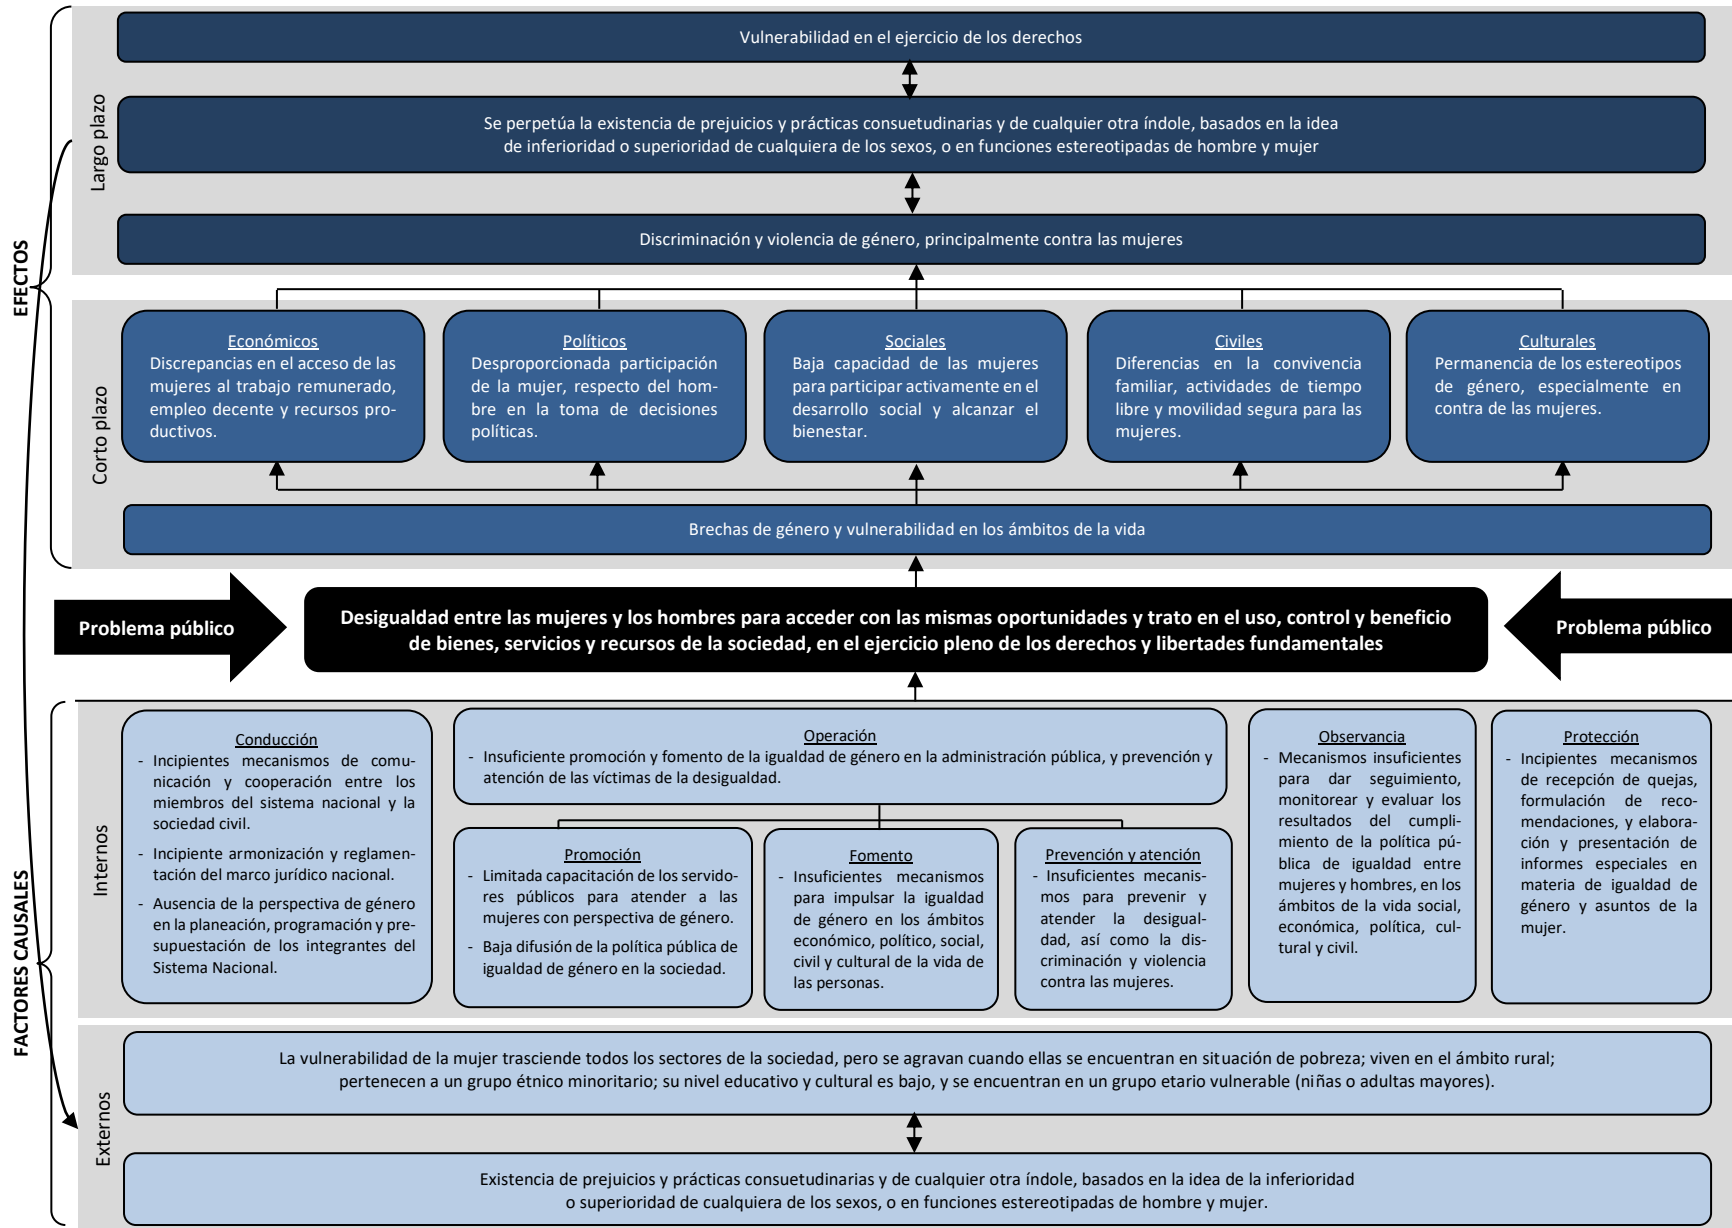 EFECTOS
Largo plazo
Vulnerabilidad en el ejercicio de los derechos
Se perpetúa la existencia de prejuicios y prácticas consuetudinarias y de cualquier otra índole, basados en la idea
de inferioridad o superioridad de cualquiera de los sexos, o en funciones estereotipadas de hombre y mujer
Discriminación y violencia de género, principalmente contra las mujeres
Corto plazo
Económicos
Discrepancias en el acceso de las
mujeres al trabajo remunerado,
empleo decente y recursos pro-
ductivos.
Políticos
Desproporcionada participación
de la mujer, respecto del hom-
bre en la toma de decisiones
políticas.
Sociales
Baja capacidad de las mujeres
para participar activamente en el
desarrollo social y alcanzar el
bienestar.
Civiles
Diferencias en la convivencia
familiar, actividades de tiempo
libre y movilidad segura para las
mujeres.
Culturales
Permanencia de los estereotipos
de género, especialmente en
contra de las mujeres.
Brechas de género y vulnerabilidad en los ámbitos de la vida
Problema público
Desigualdad entre las mujeres y los hombres para acceder con las mismas oportunidades y trato en el uso, control y beneficio
de bienes, servicios y recursos de la sociedad, en el ejercicio pleno de los derechos y libertades fundamentales
Problema público
FACTORES CAUSALES
Internos
Conducción
- Incipientes mecanismos de comu-
nicación y cooperación entre los
miembros del sistema nacional y la
sociedad civil.
- Incipiente armonización y reglamen-
tación del marco jurídico nacional.
- Ausencia de la perspectiva de género
en la planeación, programación y pre-
supuestación de los integrantes del
Sistema Nacional.
Operación
- Insuficiente promoción y fomento de la igualdad de género en la administración pública, y prevención y
atención de las víctimas de la desigualdad.
Promoción
- Limitada capacitación de los servido-
res públicos para atender a las
mujeres con perspectiva de género.
- Baja difusión de la política pública de
igualdad de género en la sociedad.
Fomento
- Insuficientes mecanismos
para impulsar la igualdad
de género en los ámbitos
económico, político, social,
civil y cultural de la vida de
las personas.
Prevención y atención
- Insuficientes mecanis-
mos para prevenir y
atender la desigual-
dad, así como la dis-
criminación y violencia
contra las mujeres.
Observancia
- Mecanismos insuficientes
para dar seguimiento,
monitorear y evaluar los
resultados del cumpli-
miento de la política pú-
blica de igualdad entre
mujeres y hombres, en los
ámbitos de la vida social,
económica, política, cul-
tural y civil.
Protección
- Incipientes mecanismos
de recepción de quejas,
formulación de reco-
mendaciones, y elabora-
ción y presentación de
informes especiales en
materia de igualdad de
género y asuntos de la
mujer.
Externos
La vulnerabilidad de la mujer trasciende todos los sectores de la sociedad, pero se agravan cuando ellas se encuentran en situación de pobreza; viven en el ámbito rural;
pertenecen a un grupo étnico minoritario; su nivel educativo y cultural es bajo, y se encuentran en un grupo etario vulnerable (niñas o adultas mayores).
Existencia de prejuicios y prácticas consuetudinarias y de cualquier otra índole, basados en la idea de la inferioridad
o superioridad de cualquiera de los sexos, o en funciones estereotipadas de hombre y mujer.